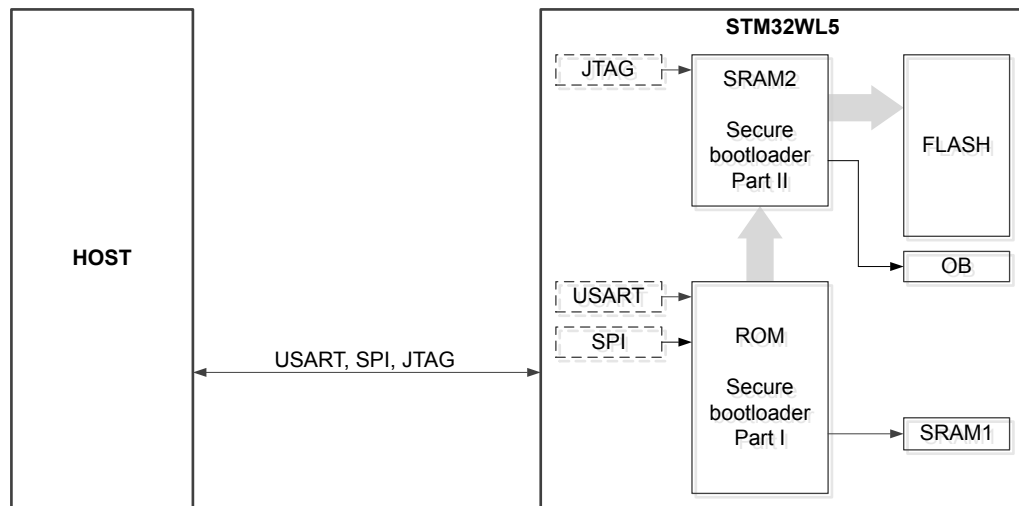 STM32WL5
JTAG
SRAM2
Secure
bootloader
Part II
FLASH
HOST
OB
USART
SPI
ROM
USART, SPI, JTAG
Secure
bootloader
Part I
SRAM1